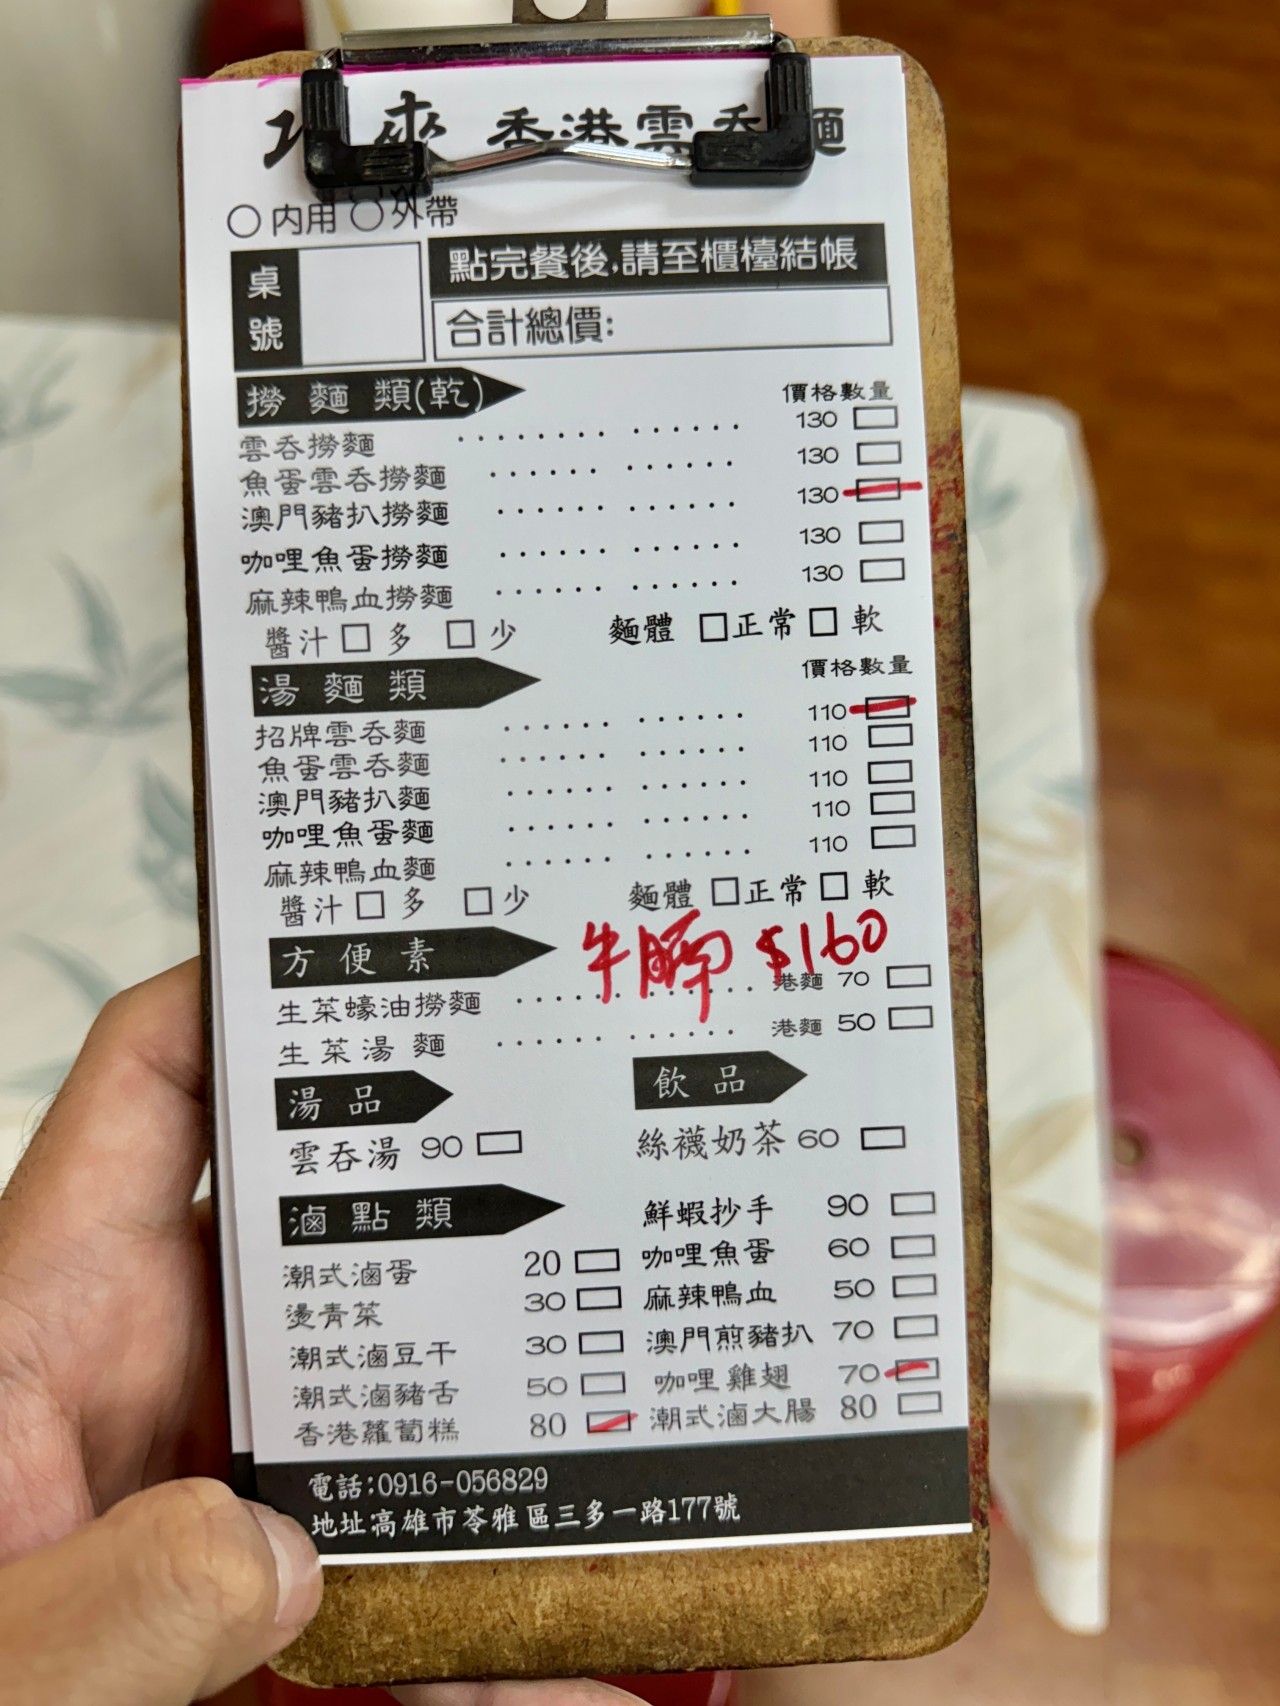 來 香港雲吞麵
○內用 ○外帶
桌號
點完餐後,請至櫃檯結帳
合計總價:
撈麵類(乾) 價格數量
雲吞撈麵 130
魚蛋雲吞撈麵 130
澳門豬扒撈麵 130
咖哩魚蛋撈麵 130
麻辣鴨血撈麵 130
醬汁□多 □少 麵體 □正常□軟
湯麵類 價格數量
招牌雲吞麵 110
魚蛋雲吞麵 110
澳門豬扒麵 110
咖哩魚蛋麵 110
麻辣鴨血麵 110
醬汁□多 □少 麵體 □正常□軟
方便素 牛腩 $160
生菜蠔油撈麵 港麵 70
生菜湯麵 港麵 50
湯品 飲品
雲吞湯 90 絲襪奶茶 60
滷點類 鮮蝦抄手 90
潮式滷蛋 20 咖哩魚蛋 60
燙青菜 30 麻辣鴨血 50
潮式滷豆干 30 澳門煎豬扒 70
潮式滷豬舌 50 咖哩雞翅 70
香港蘿蔔糕 80 潮式滷大腸 80
電話:0916-056829
地址:高雄市苓雅區三多一路177號